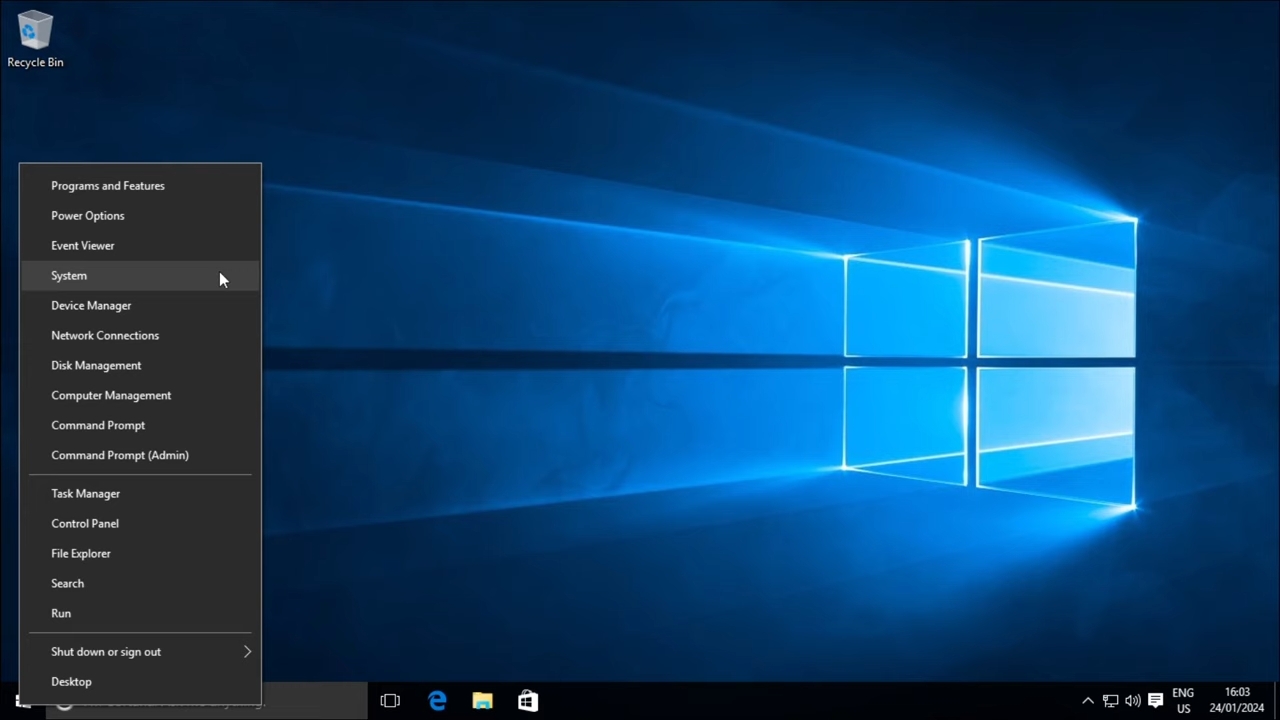 Recycle Bin
Programs and Features
Power Options
Event Viewer
System
Device Manager
Network Connections
Disk Management
Computer Management
Command Prompt
Command Prompt (Admin)
Task Manager
Control Panel
File Explorer
Search
Run
Shut down or sign out
Desktop
ENG
US
16:03
24/01/2024